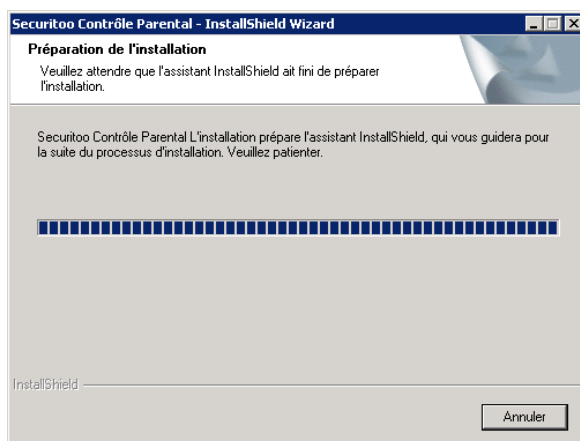 Securitoo Contrôle Parental - InstallShield Wizard
Préparation de l'installation
Veuillez attendre que l'assistant InstallShield ait fini de préparer
l'installation.
Securitoo Contrôle Parental L'installation prépare l'assistant InstallShield, qui vous guidera pour
la suite du processus d'installation. Veuillez patienter.
InstallShield
Annuler